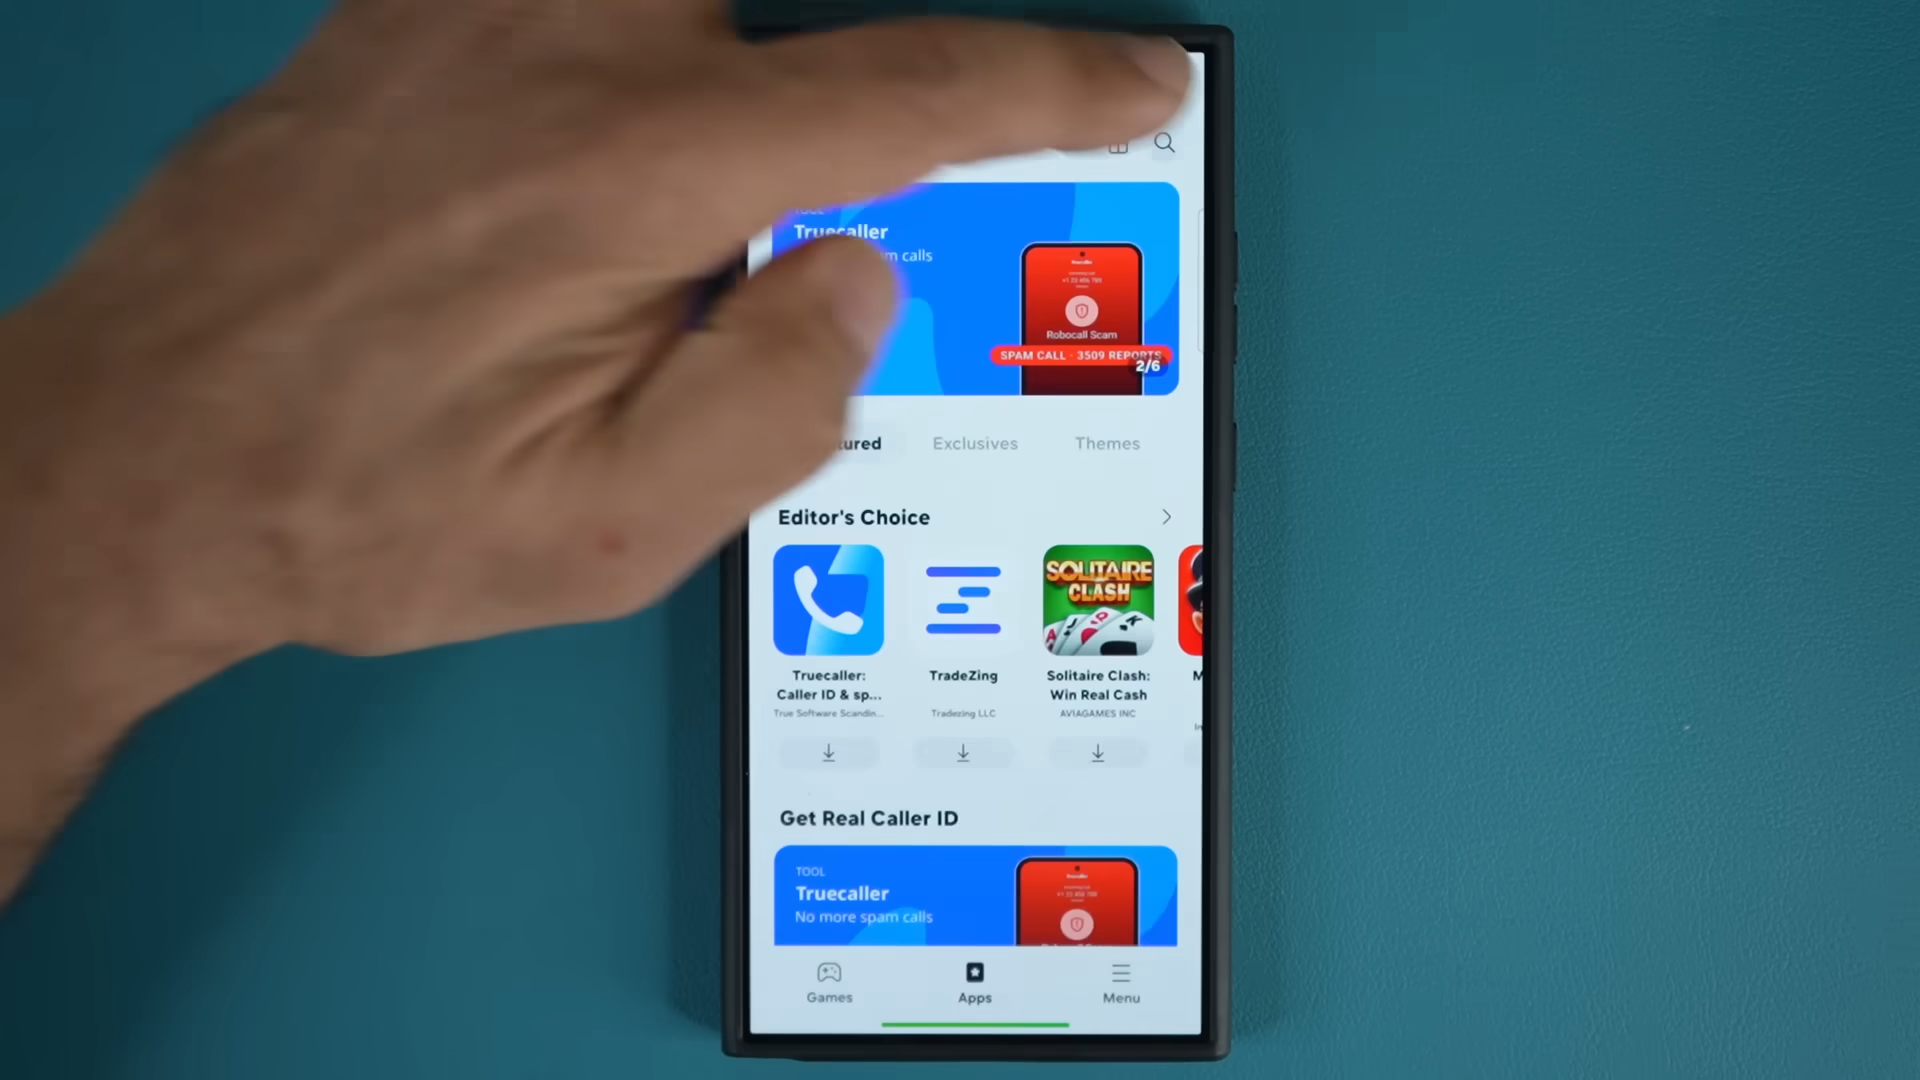 Truecaller
m calls
Robocall Scam
SPAM CALL · 3509 REPORTS
2/6
tured
Exclusives
Themes
Editor's Choice
Truecaller:
Caller ID & sp...
True Software Scandin...
TradeZing
Tradezing LLC
SOLITAIRE
CLASH
Solitaire Clash:
Win Real Cash
AVIAGAMES INC
M
In
Get Real Caller ID
TOOL
Truecaller
No more spam calls
Games
Apps
Menu